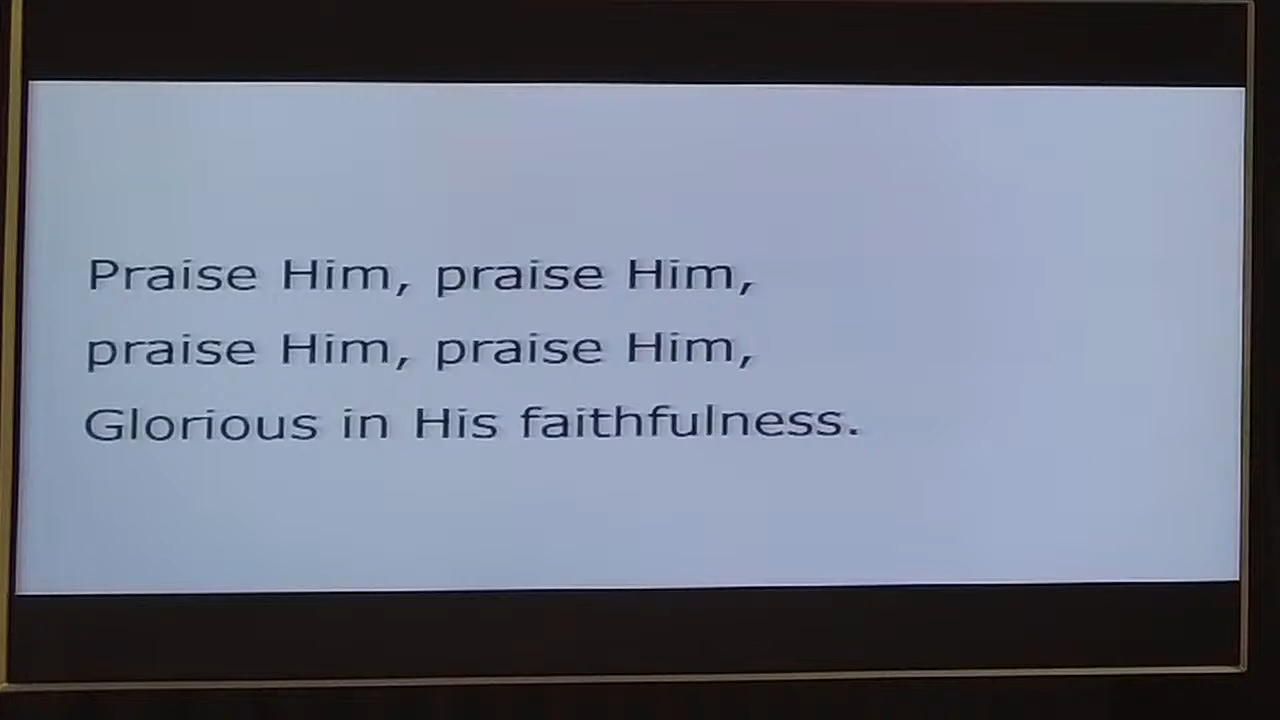 Praise Him, praise Him,
praise Him, praise Him,
Glorious in His faithfulness.